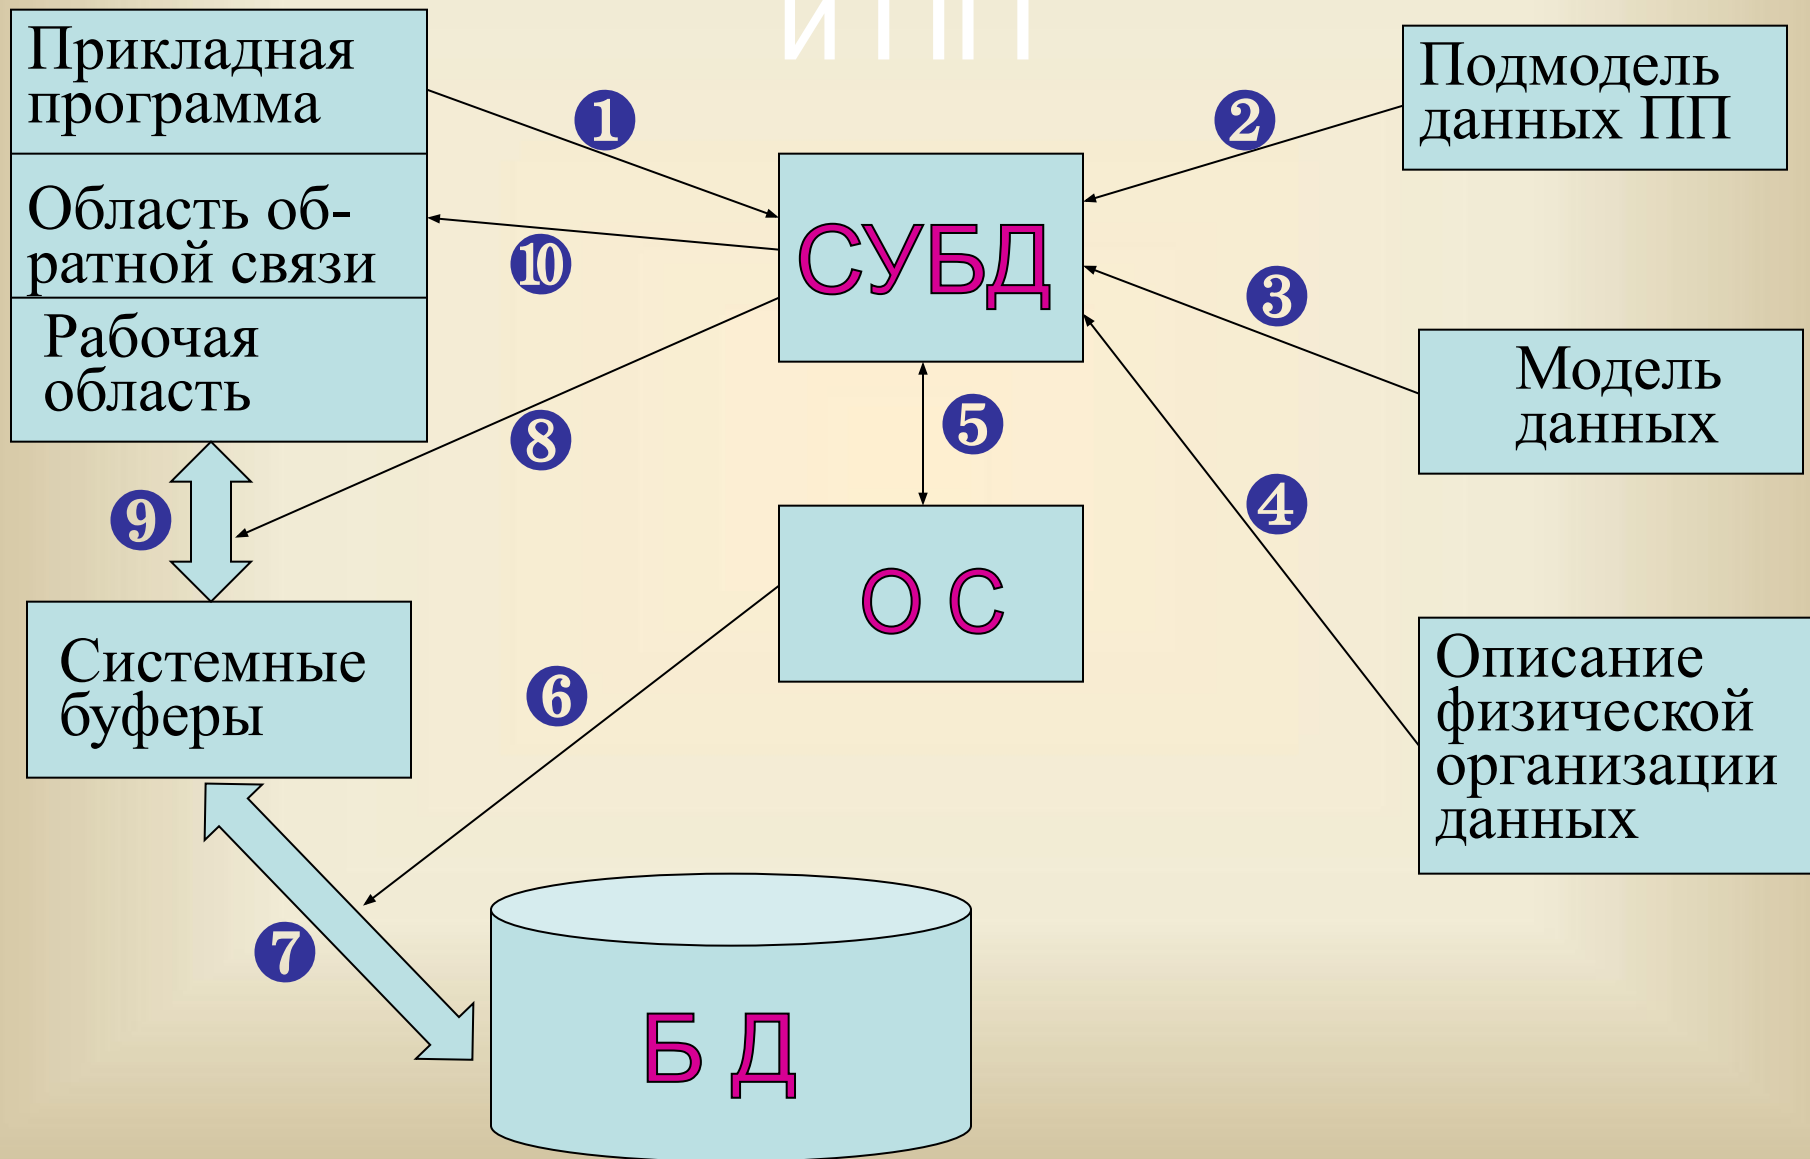 и ПП
Прикладная
программа
Область об-
ратной связи
Рабочая
область
Системные
буферы
СУБД
О С
Б Д
Подмодель
данных ПП
Модель
данных
Описание
физической
организации
данных
1
2
3
4
5
6
7
8
9
10